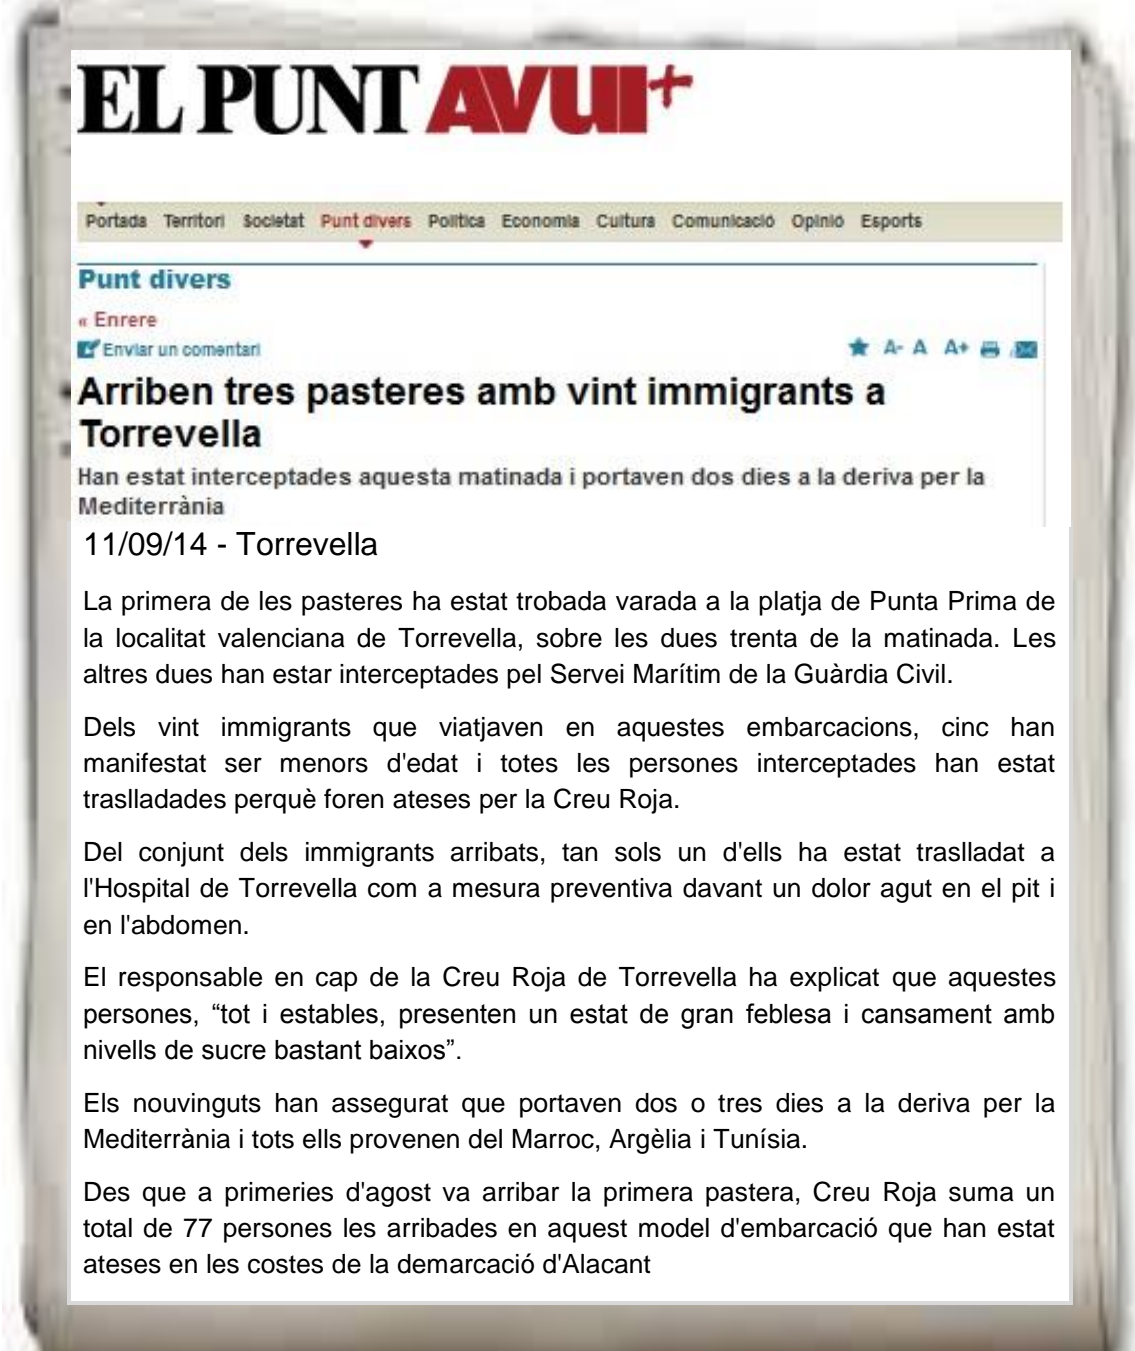 EL PUNT AVUI+
Portada Territori Societat Punt divers Política Economia Cultura Comunicació Opinió Esports
Punt divers
« Enrere
Enviar un comentari
A- A A+
Arriben tres pasteres amb vint immigrants a
Torrevella
Han estat interceptades aquesta matinada i portaven dos dies a la deriva per la
Mediterrània
11/09/14 - Torrevella
La primera de les pasteres ha estat trobada varada a la platja de Punta Prima de
la localitat valenciana de Torrevella, sobre les dues trenta de la matinada. Les
altres dues han estar interceptades pel Servei Marítim de la Guàrdia Civil.
Dels vint immigrants que viatjaven en aquestes embarcacions, cinc han
manifestat ser menors d'edat i totes les persones interceptades han estat
traslladades perquè foren ateses per la Creu Roja.
Del conjunt dels immigrants arribats, tan sols un d'ells ha estat traslladat a
l'Hospital de Torrevella com a mesura preventiva davant un dolor agut en el pit i
en l'abdomen.
El responsable en cap de la Creu Roja de Torrevella ha explicat que aquestes
persones, “tot i estables, presenten un estat de gran feblesa i cansament amb
nivells de sucre bastant baixos”.
Els nouvinguts han assegurat que portaven dos o tres dies a la deriva per la
Mediterrània i tots ells provenen del Marroc, Argèlia i Tunísia.
Des que a primeries d'agost va arribar la primera pastera, Creu Roja suma un
total de 77 persones les arribades en aquest model d'embarcació que han estat
ateses en les costes de la demarcació d'Alacant